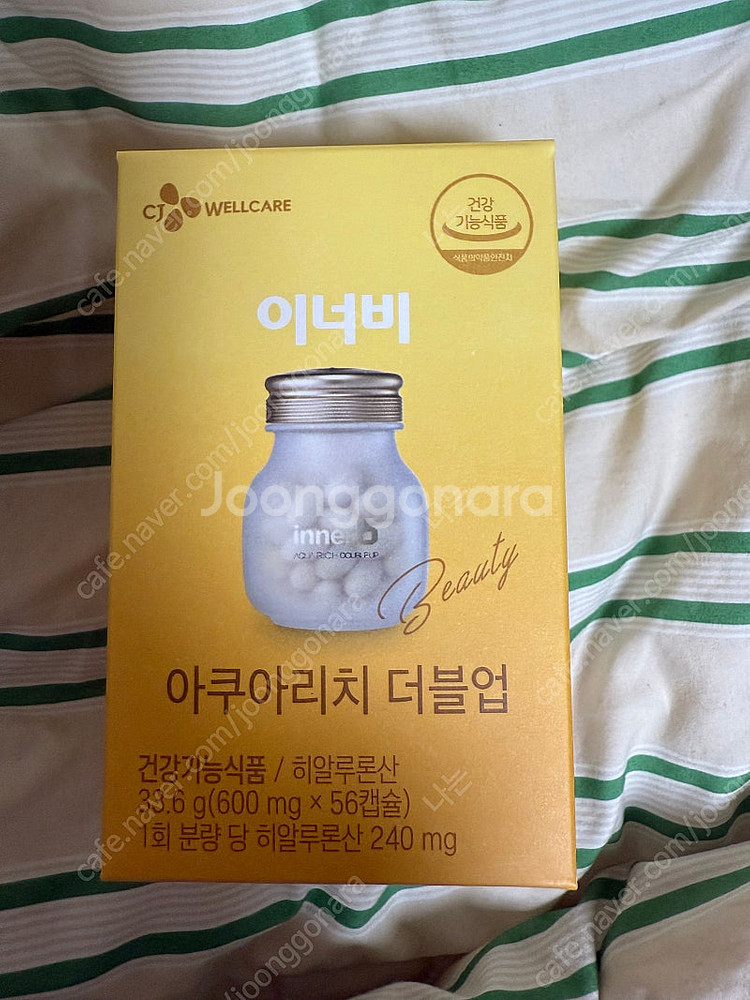 CJ WELLCARE
건강
기능식품
식품의약품안전처
이너비
innerb
AQUARICH DOUBLE UP
Beauty
아쿠아리치 더블업
건강기능식품 / 히알루론산
33.6 g(600 mg × 56캡슐)
1회 분량 당 히알루론산 240 mg
Joonggonara
cafe.naver.com/joonggonara